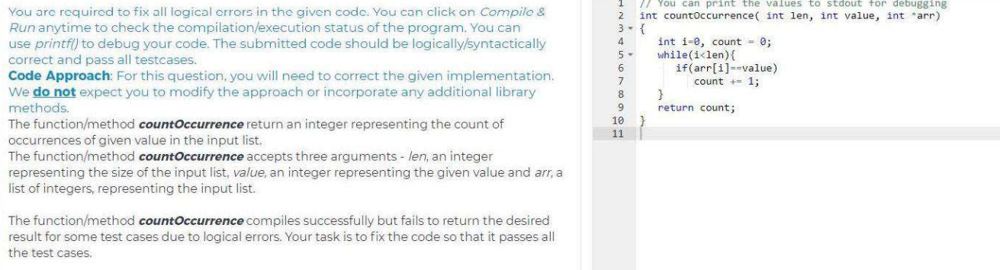 You are required to fix all logical errors in the given code. You can click on Compile &
Run anytime to check the compilation/execution status of the program. You can
use printf() to debug your code. The submitted code should be logically/syntactically
correct and pass all testcases.
Code Approach: For this question, you will need to correct the given implementation.
We do not expect you to modify the approach or incorporate any additional library
methods.
The function/method countOccurrence return an integer representing the count of
occurrences of given value in the input list.
The function/method countOccurrence accepts three arguments - len, an integer
representing the size of the input list, value, an integer representing the given value and arr, a
list of integers, representing the input list.
The function/method countOccurrence compiles successfully but fails to return the desired
result for some test cases due to logical errors. Your task is to fix the code so that it passes all
the test cases.
1 // You can print the values to stdout for debugging
2 int countOccurrence( int len, int value, int *arr)
3 {
4 int i=0, count = 0;
5 while(i<len){
6 if(arr[i]==value)
7 count += 1;
8 }
9 return count;
10 }
11